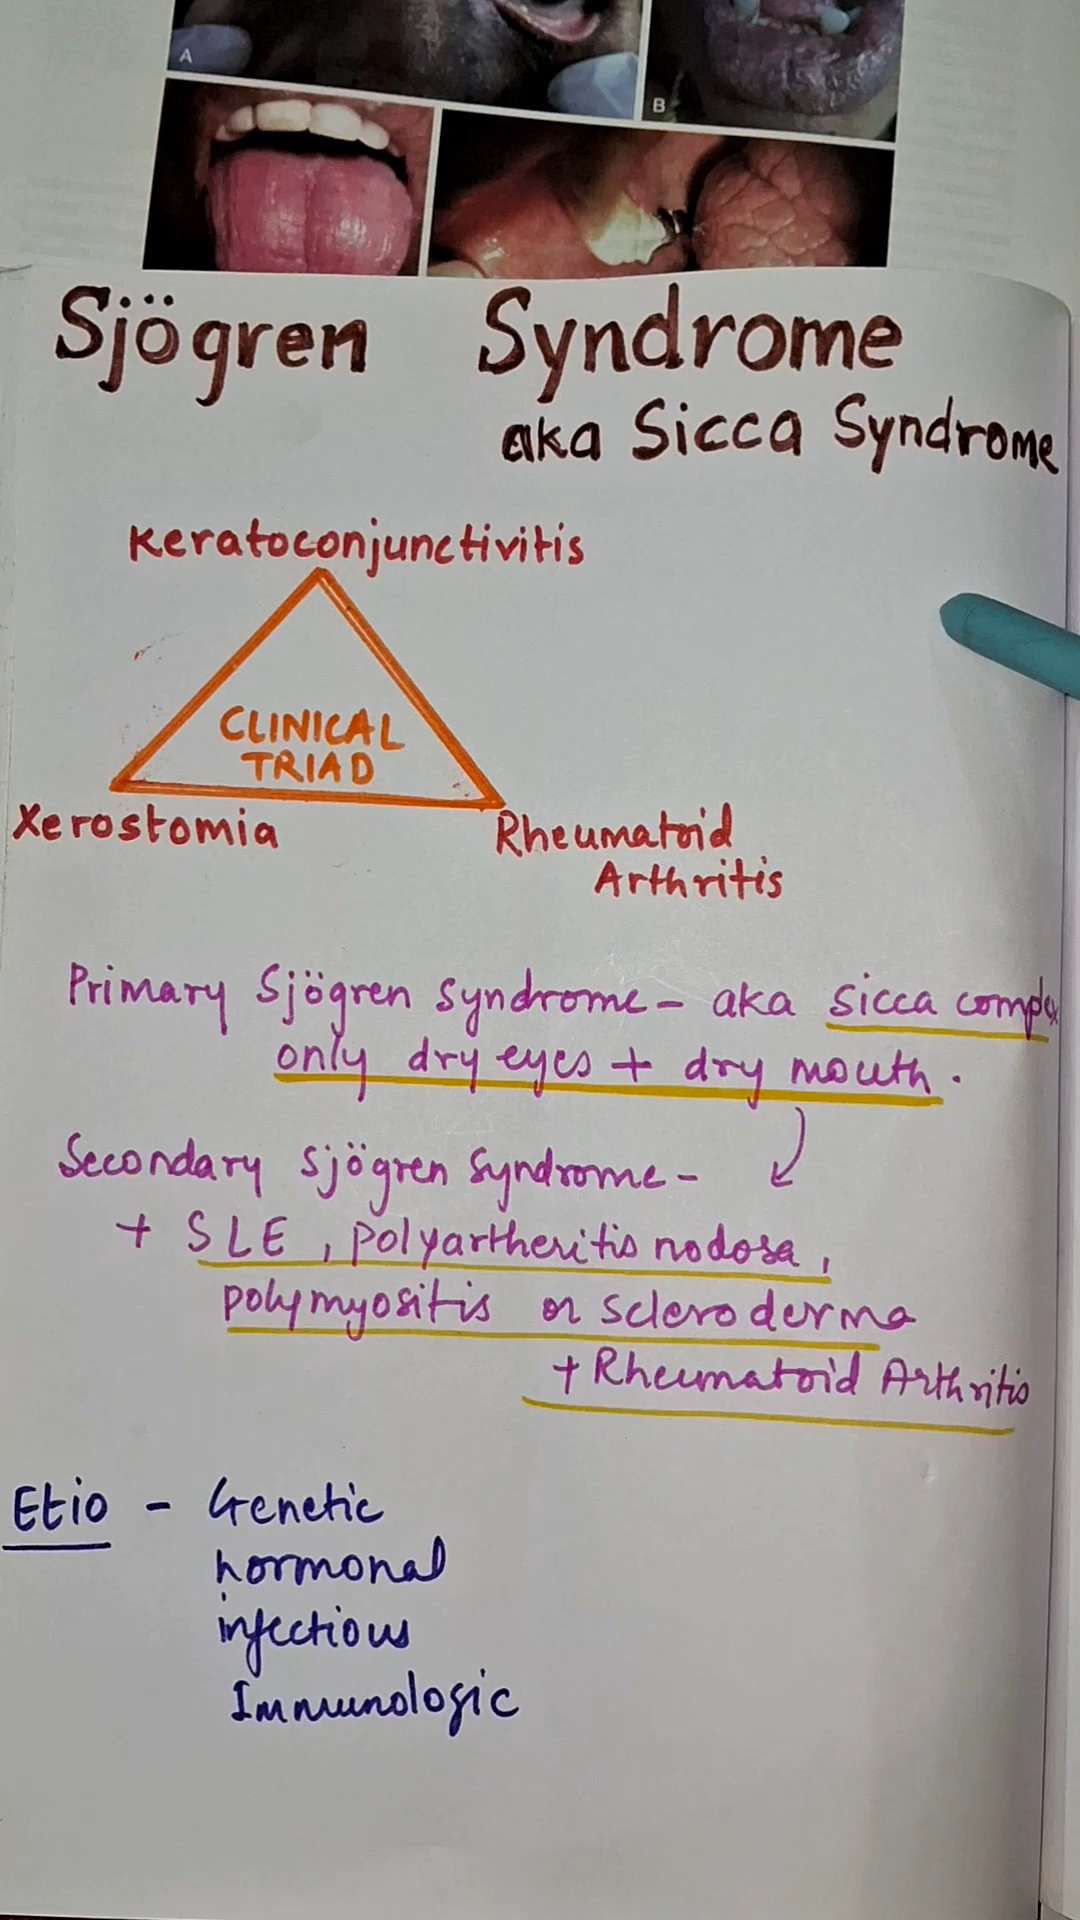 A
B
Sjögren Syndrome
aka Sicca Syndrome
Keratoconjunctivitis
CLINICAL
TRIAD
Xerostomia
Rheumatoid
Arthritis
Primary Sjögren Syndrome - aka Sicca complex
only dry eyes + dry mouth.
Secondary Sjögren Syndrome -
+ SLE, polyartheritis nodosa,
polymyositis or scleroderma
+ Rheumatoid Arthritis
Etio - Genetic
hormonal
infectious
Immunologic